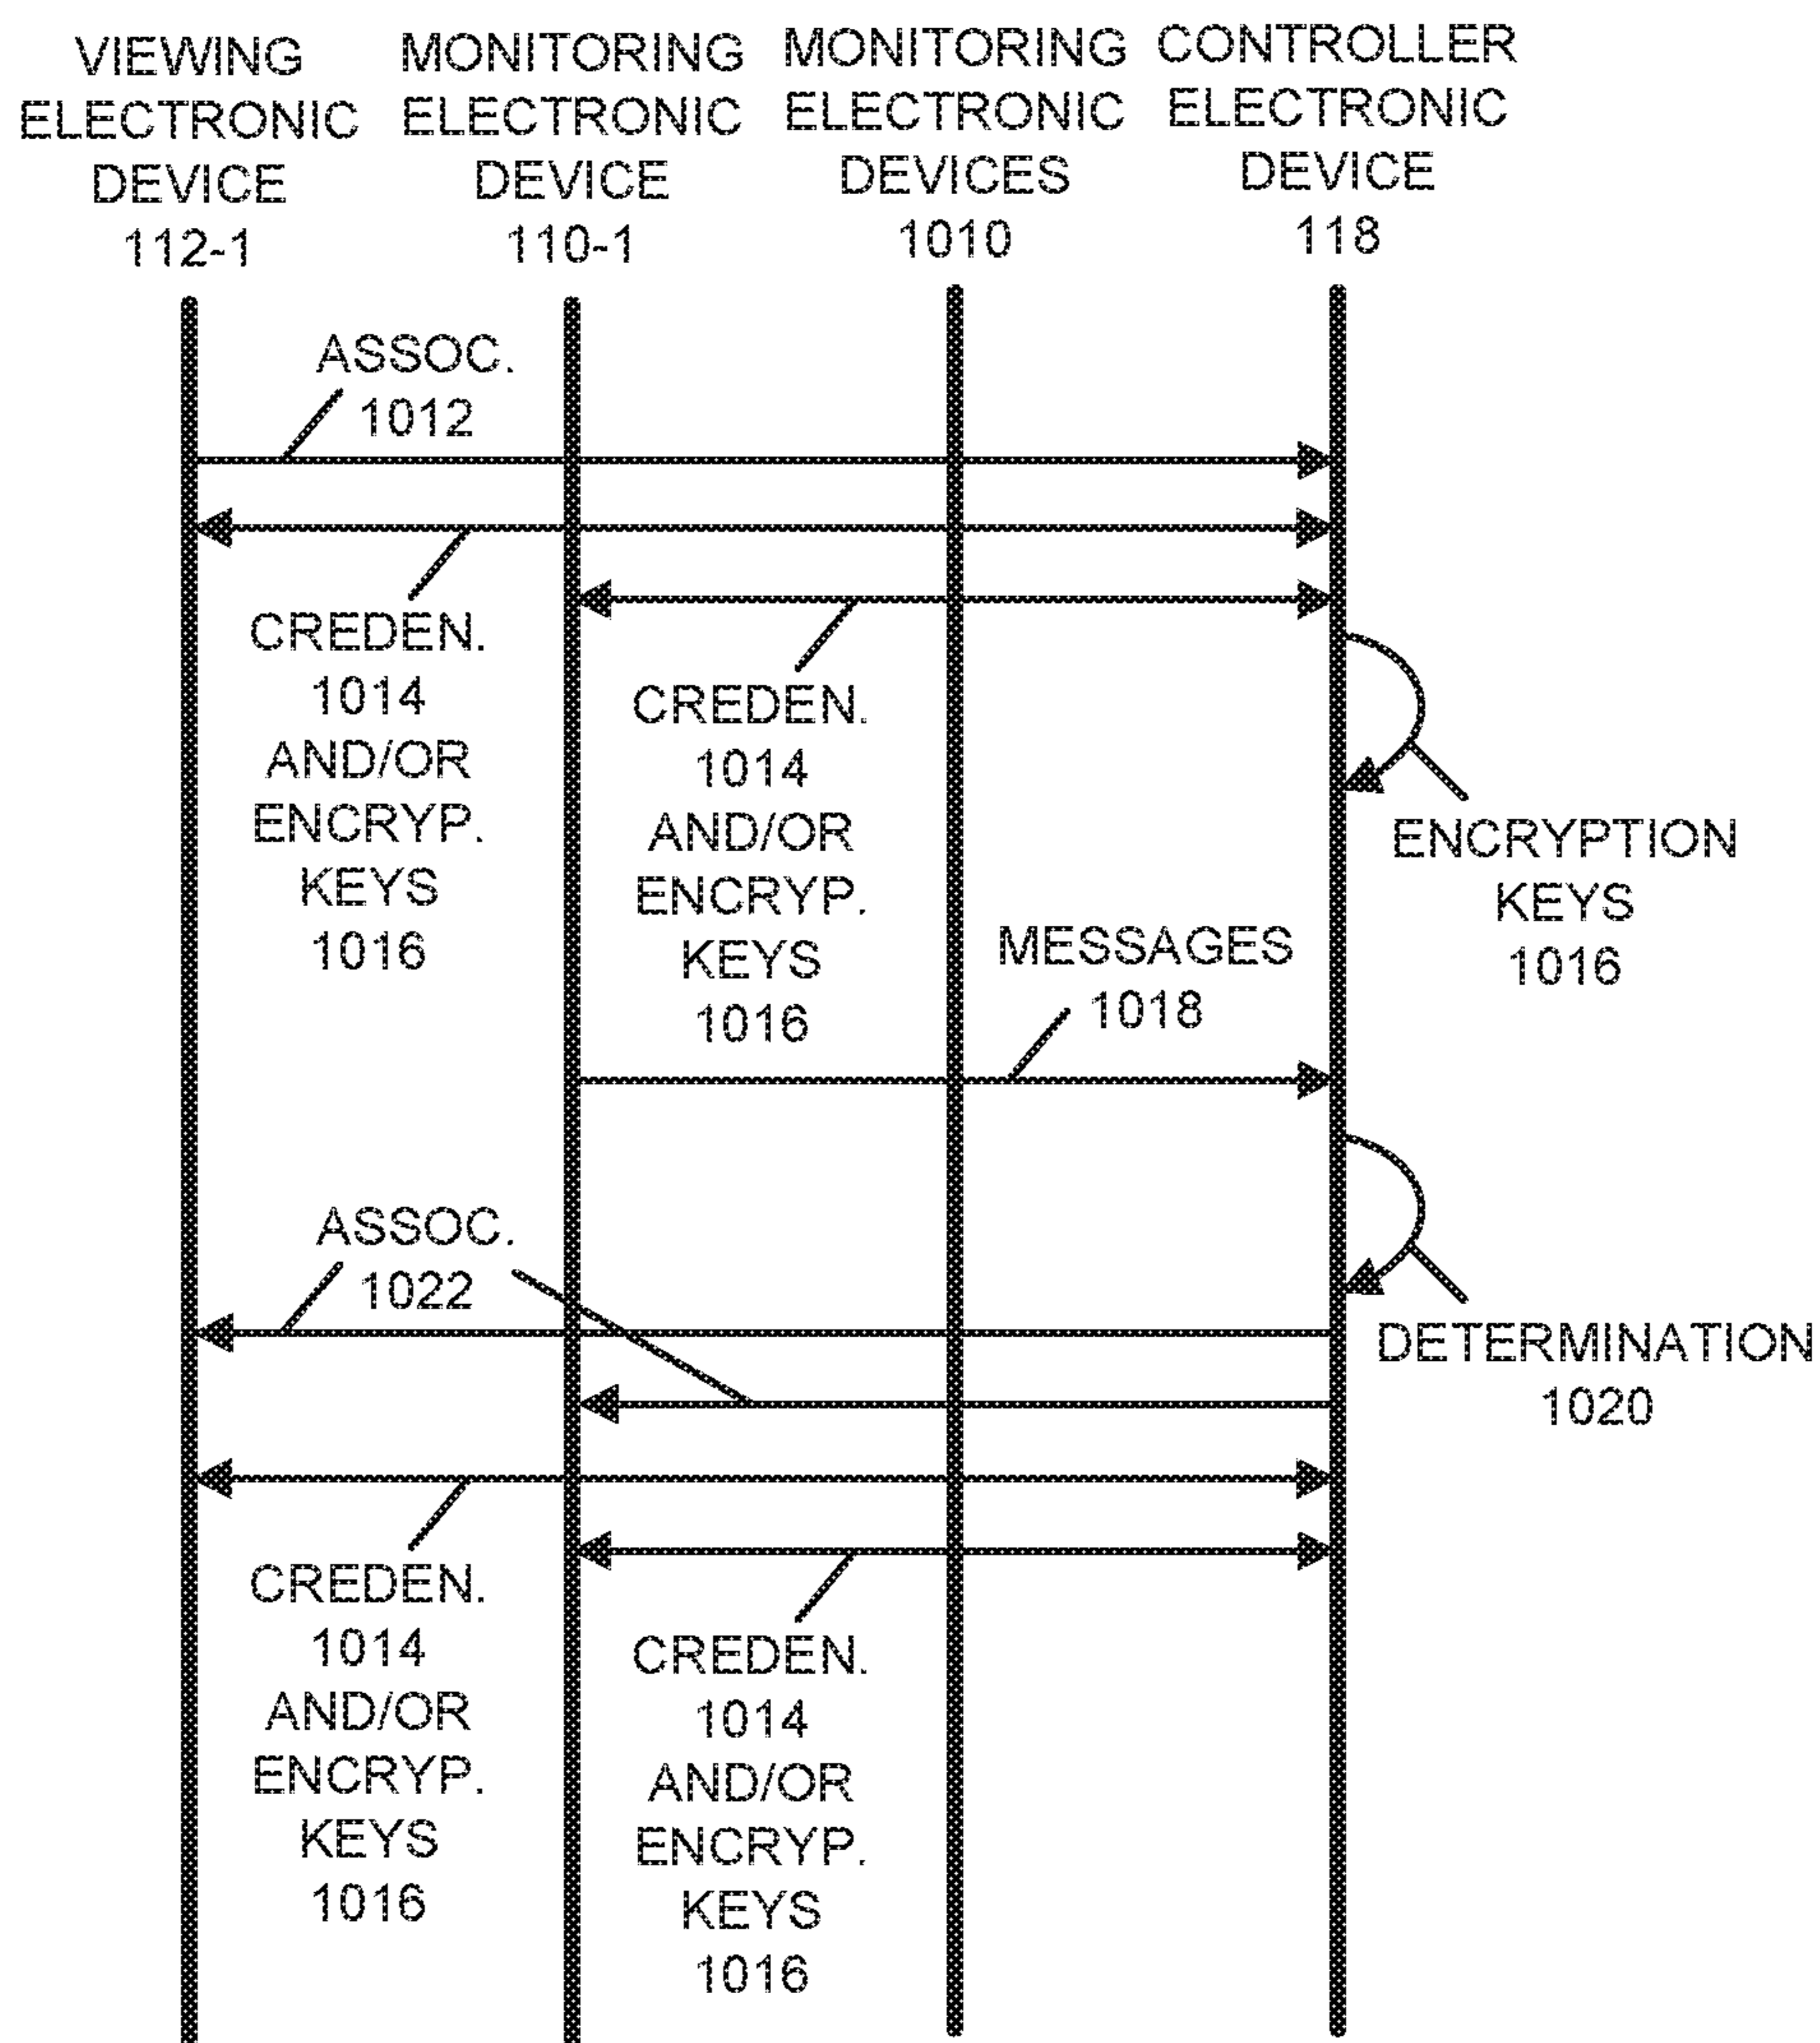 VIEWING
ELECTRONIC
DEVICE
112-1
MONITORING
ELECTRONIC
DEVICE
110-1
MONITORING
ELECTRONIC
DEVICES
1010
CONTROLLER
ELECTRONIC
DEVICE
118
ASSOC.
1012
CREDEN.
1014
AND/OR
ENCRYP.
KEYS
1016
CREDEN.
1014
AND/OR
ENCRYP.
KEYS
1016
ENCRYPTION
KEYS
1016
MESSAGES
1018
DETERMINATION
1020
ASSOC.
1022
CREDEN.
1014
AND/OR
ENCRYP.
KEYS
1016
CREDEN.
1014
AND/OR
ENCRYP.
KEYS
1016